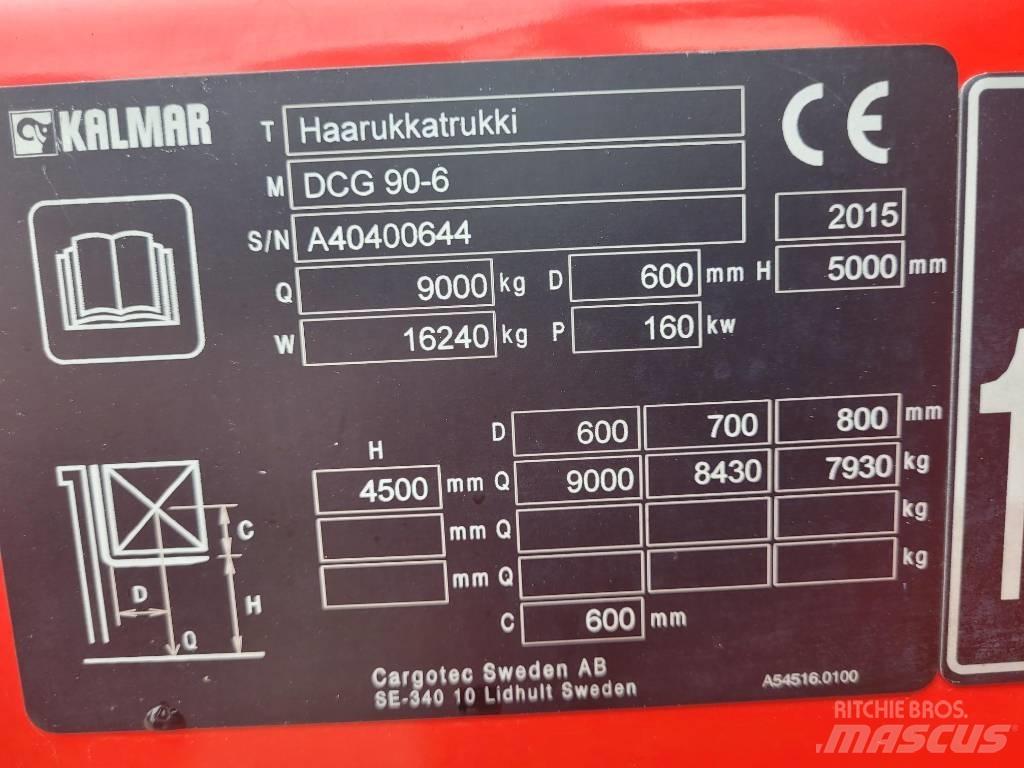 KALMAR
T Haarukkatrukki
CE
M DCG 90-6
S/N A40400644 2015
Q 9000 kg D 600 mm H 5000 mm
W 16240 kg P 160 kw
D 600 700 800 mm
H
4500 mm Q 9000 8430 7930 kg
mm Q kg
mm Q kg
C 600 mm
C
D
H
Q
Cargotec Sweden AB
SE-340 10 Lidhult Sweden
A54516.0100
RITCHIE BROS.
MASCUS